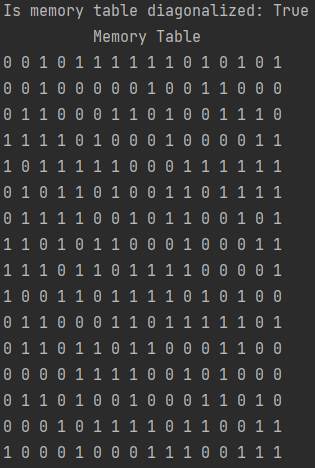 Is memory table diagonalized: True
Memory Table
0 0 1 0 1 1 1 1 1 1 0 1 0 1 0 1
0 0 1 0 0 0 0 0 1 0 0 1 1 0 0 0
0 1 1 0 0 0 1 1 0 1 0 0 1 1 1 0
1 1 1 1 0 1 0 0 0 1 0 0 0 0 1 1
1 0 1 1 1 1 1 0 0 0 1 1 1 1 1 1
0 1 0 1 1 0 1 0 0 1 1 0 1 1 1 1
0 1 1 1 1 0 0 1 0 1 1 0 0 1 0 1
1 1 0 1 0 1 1 0 0 0 1 0 0 0 1 1
1 1 1 0 1 1 0 1 1 1 1 0 0 0 0 1
1 0 0 1 1 0 1 1 1 1 0 1 0 1 0 0
0 1 1 0 0 0 1 1 0 1 1 1 1 1 0 1
0 1 1 0 1 1 0 1 1 0 0 0 1 1 0 0
0 0 0 0 1 1 1 1 0 0 1 0 1 0 0 0
0 1 1 0 1 0 0 1 0 0 0 1 1 0 1 0
0 0 0 1 0 1 1 1 1 0 1 1 0 0 1 1
1 0 0 0 1 0 0 0 1 1 1 0 0 1 1 1